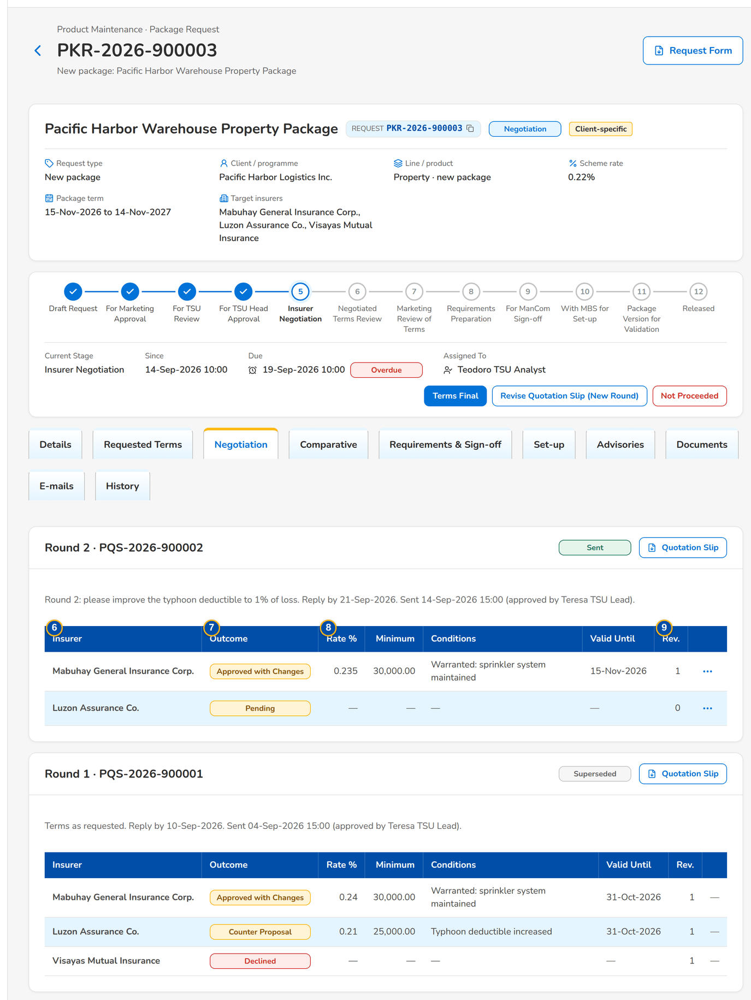 Product Maintenance · Package Request
PKR-2026-900003
New package: Pacific Harbor Warehouse Property Package
Request Form
Pacific Harbor Warehouse Property Package
REQUEST PKR-2026-900003
Negotiation
Client-specific
Request type
New package
Client / programme
Pacific Harbor Logistics Inc.
Line / product
Property · new package
Scheme rate
0.22%
Package term
15-Nov-2026 to 14-Nov-2027
Target insurers
Mabuhay General Insurance Corp.,
Luzon Assurance Co., Visayas Mutual
Insurance
Draft Request
For Marketing
Approval
For TSU
Review
For TSU Head
Approval
5
Insurer
Negotiation
6
Negotiated
Terms Review
7
Marketing
Review of
Terms
8
Requirements
Preparation
9
For ManCom
Sign-off
10
With MBS for
Set-up
11
Package
Version for
Validation
12
Released
Current Stage
Insurer Negotiation
Since
14-Sep-2026 10:00
Due
19-Sep-2026 10:00
Overdue
Assigned To
Teodoro TSU Analyst
Terms Final
Revise Quotation Slip (New Round)
Not Proceeded
Details
Requested Terms
Negotiation
Comparative
Requirements & Sign-off
Set-up
Advisories
Documents
E-mails
History
Round 2 · PQS-2026-900002
Sent
Quotation Slip
Round 2: please improve the typhoon deductible to 1% of loss. Reply by 21-Sep-2026. Sent 14-Sep-2026 15:00 (approved by Teresa TSU Lead).
6 7 8 9
Insurer Outcome Rate % Minimum Conditions Valid Until Rev.
Mabuhay General Insurance Corp. Approved with Changes 0.235 30,000.00 Warranted: sprinkler system
maintained 15-Nov-2026 1 •••
Luzon Assurance Co. Pending — — — — 0 •••
Round 1 · PQS-2026-900001
Superseded
Quotation Slip
Terms as requested. Reply by 10-Sep-2026. Sent 04-Sep-2026 15:00 (approved by Teresa TSU Lead).
Insurer Outcome Rate % Minimum Conditions Valid Until Rev.
Mabuhay General Insurance Corp. Approved with Changes 0.24 30,000.00 Warranted: sprinkler system
maintained 31-Oct-2026 1 —
Luzon Assurance Co. Counter Proposal 0.21 25,000.00 Typhoon deductible increased 31-Oct-2026 1 —
Visayas Mutual Insurance Declined — — — — 1 —